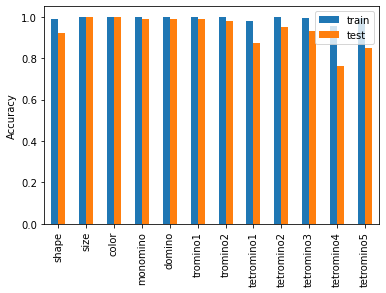 train
test
Accuracy
1.0
0.8
0.6
0.4
0.2
0.0
shape
size
color
monomino
domino
tromino1
tromino2
tetromino1
tetromino2
tetromino3
tetromino4
tetromino5